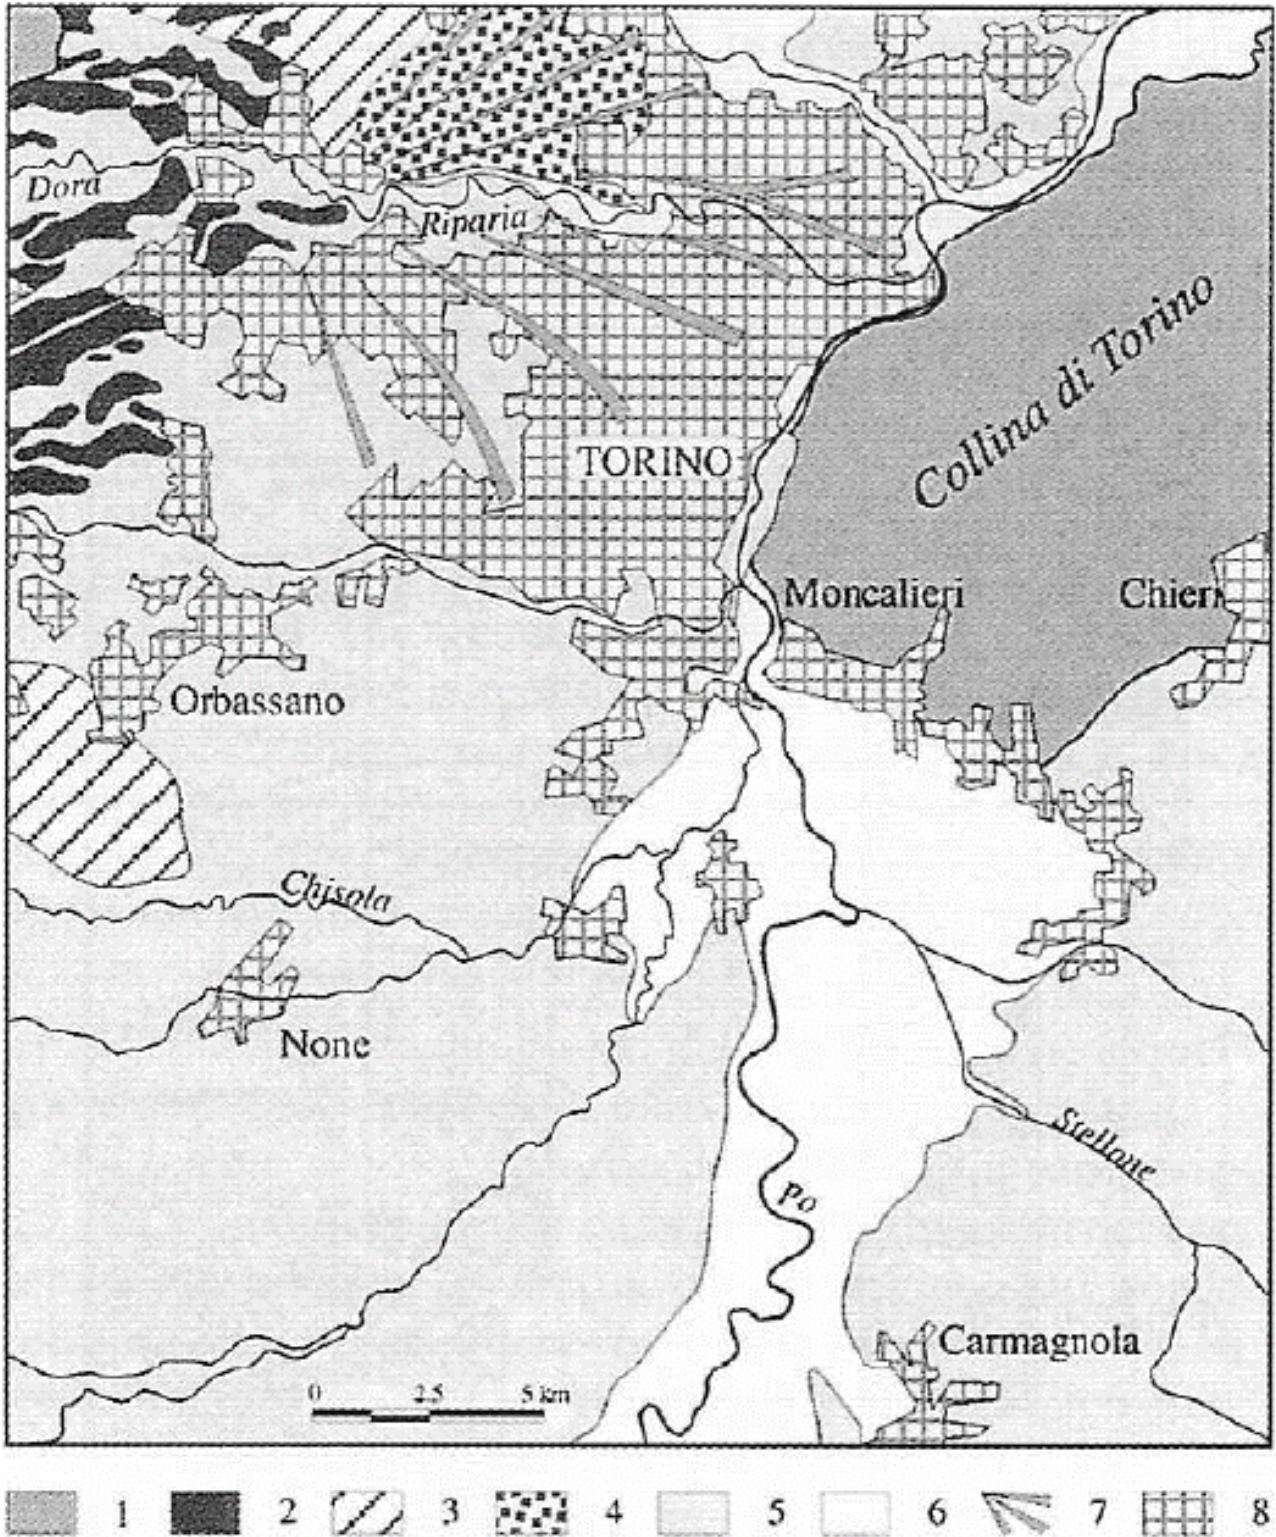 Dora
Riparia
Collina di Torino
TORINO
Moncalieri
Chieri
Orbassano
Chisola
None
Stellone
Po
Carmagnola
0 2.5 5 km
1 2 3 4 5 6 7 8